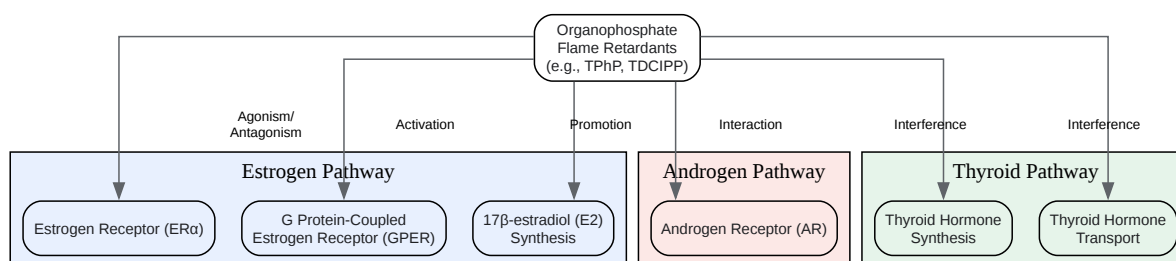 Organophosphate
Flame Retardants
(e.g., TPhP, TDCIPP)
Agonism/
Antagonism
Activation
Promotion
Interaction
Interference
Interference
Estrogen Pathway
Androgen Pathway
Thyroid Pathway
Estrogen Receptor (ERα)
G Protein-Coupled
Estrogen Receptor (GPER)
17β-estradiol (E2)
Synthesis
Androgen Receptor (AR)
Thyroid Hormone
Synthesis
Thyroid Hormone
Transport